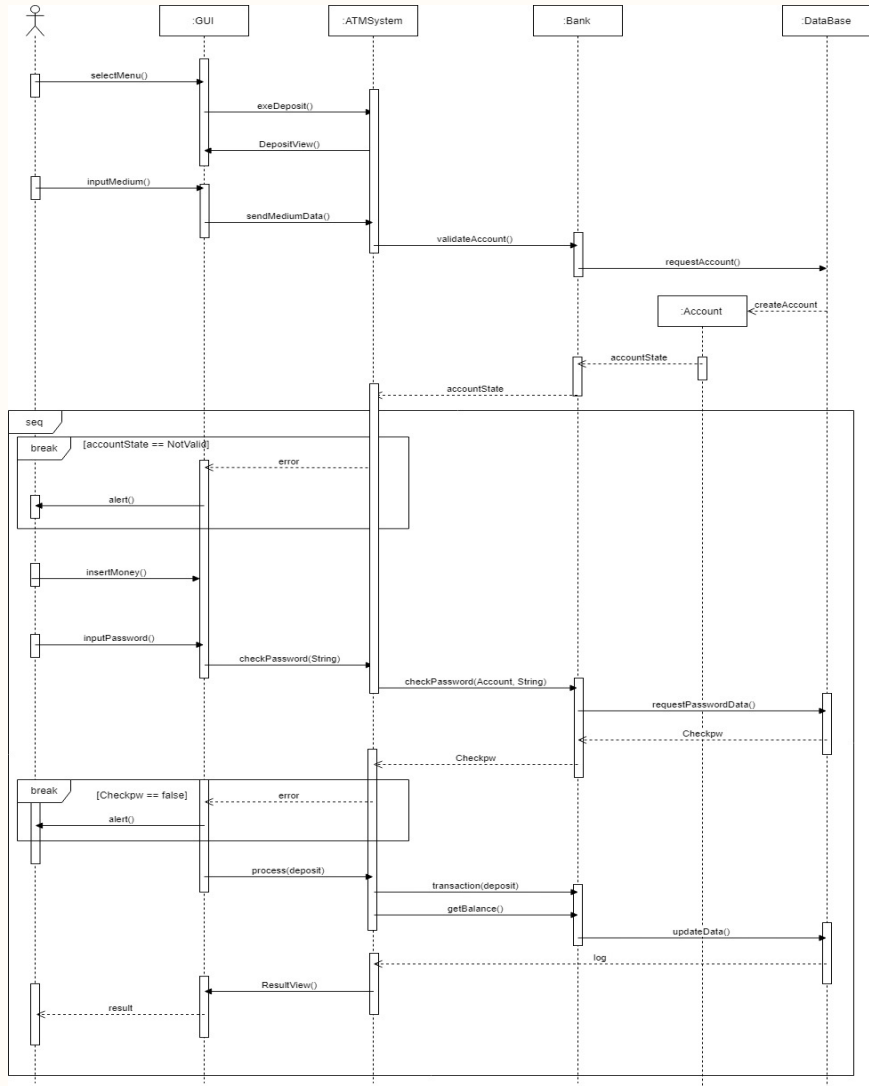 :GUI
:ATMSystem
:Bank
:DataBase
selectMenu()
exeDeposit()
DepositView()
inputMedium()
sendMediumData()
validateAccount()
requestAccount()
:Account
createAccount
accountState
accountState
seq
break
[accountState == NotValid]
error
alert()
insertMoney()
inputPassword()
checkPassword(String)
checkPassword(Account, String)
requestPasswordData()
Checkpw
Checkpw
break
[Checkpw == false]
error
alert()
process(deposit)
transaction(deposit)
getBalance()
updateData()
log
ResultView()
result